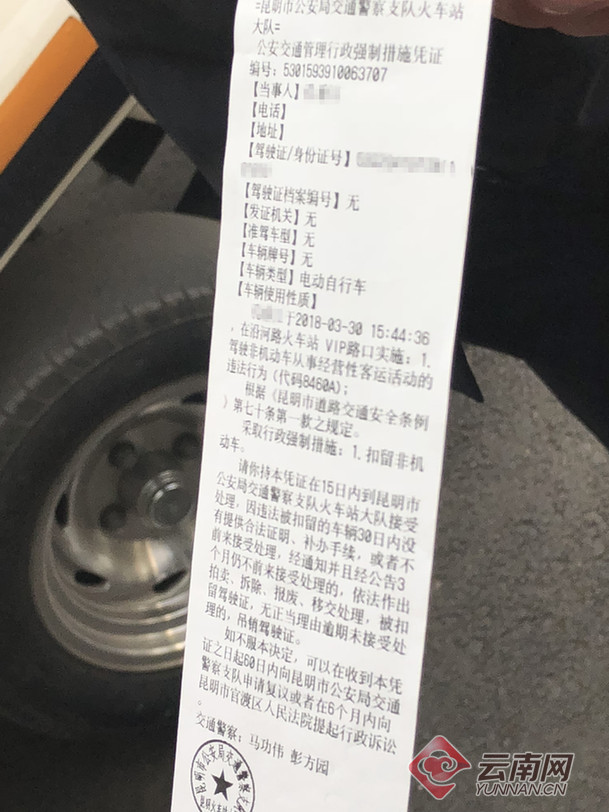 =昆明市公安局交通警察支队火车站
大队=
公安交通管理行政强制措施凭证
编号：5301593910063707
【当事人】
【电话】
【地址】
【驾驶证/身份证号】
【驾驶证档案编号】无
【发证机关】无
【准驾车型】无
【车辆牌号】无
【车辆类型】电动自行车
【车辆使用性质】
于2018-03-30 15:44:36
，在沿河路火车站 VIP路口实施：1.
驾驶非机动车从事经营性客运活动的
违法行为(代码8460A)；
根据《昆明市道路交通安全条例
》第七十条第一款之规定。
采取行政强制措施：1.扣留非机
动车。
请你持本凭证在15日内到昆明市
公安局交通警察支队火车站大队接受
处理，因违法被扣留的车辆30日内没
有提供合法证明、补办手续，或者不
前来接受处理，经通知并且经公告3
个月仍不前来接受处理的，依法作出
拍卖、拆除、报废、移交处理，被扣
留驾驶证，无正当理由逾期未接受处
理的，吊销驾驶证。
如不服本决定，可以在收到本凭
证之日起60日内向昆明市公安局交通
警察支队申请复议或者在6个月内向
昆明市官渡区人民法院提起行政诉讼
。
交通警察：马功伟 彭方园
昆明市公安局交通警察
云南网
YUNNAN.CN